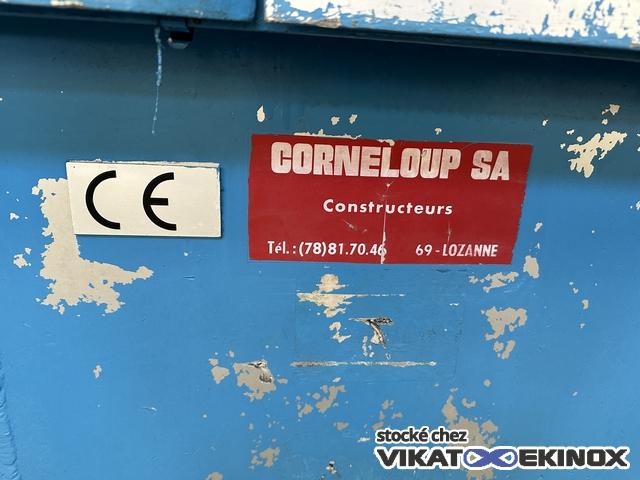 CE
CORNELOUP SA
Constructeurs
Tél.: (78)81.70.46 69-LOZANNE
stocké chez
VIKAT EKINOX